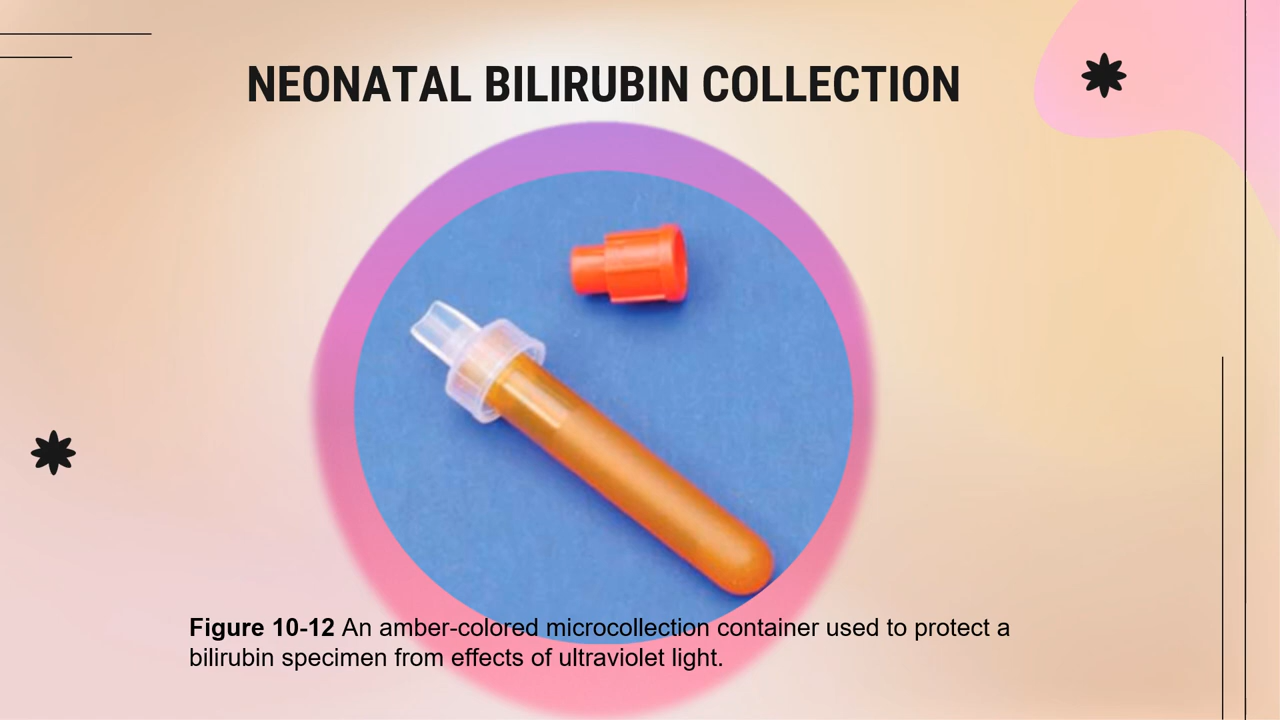 NEONATAL BILIRUBIN COLLECTION
Figure 10-12 An amber-colored microcollection container used to protect a
bilirubin specimen from effects of ultraviolet light.